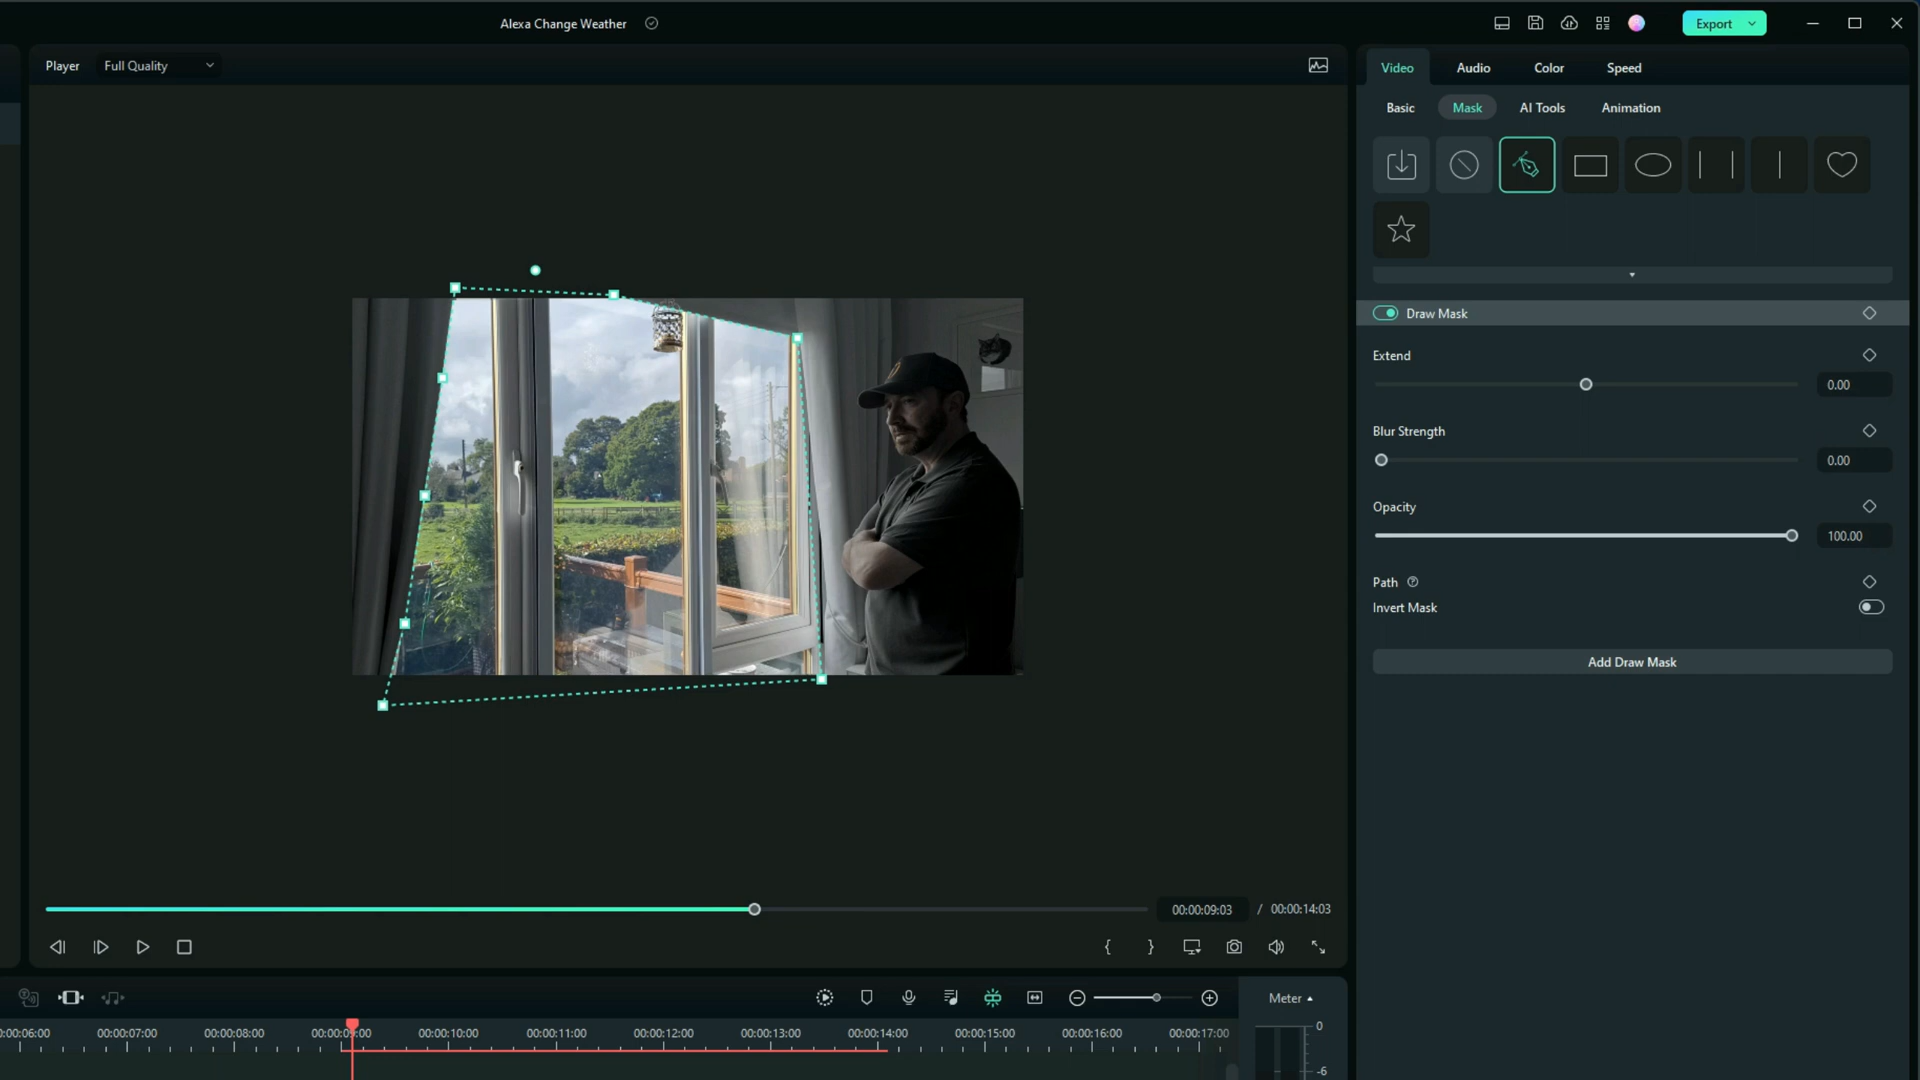 Alexa Change Weather
Export
Player
Full Quality
Video
Audio
Color
Speed
Basic
Mask
AI Tools
Animation
Draw Mask
Extend
0.00
Blur Strength
0.00
Opacity
100.00
Path
Invert Mask
Add Draw Mask
00:00:09:03 / 00:00:14:03
{ }
Meter
:00:06:00
00:00:07:00
00:00:08:00
00:00:09:00
00:00:10:00
00:00:11:00
00:00:12:00
00:00:13:00
00:00:14:00
00:00:15:00
00:00:16:00
00:00:17:00
0
-6